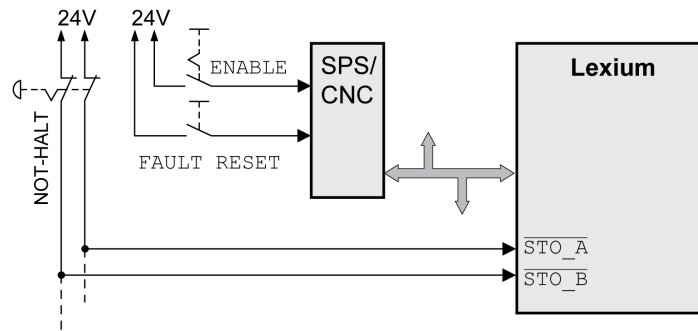 24V 24V
ENABLE
SPS/
CNC
Lexium
NOT-HALT
FAULT RESET
STO_A
STO_B